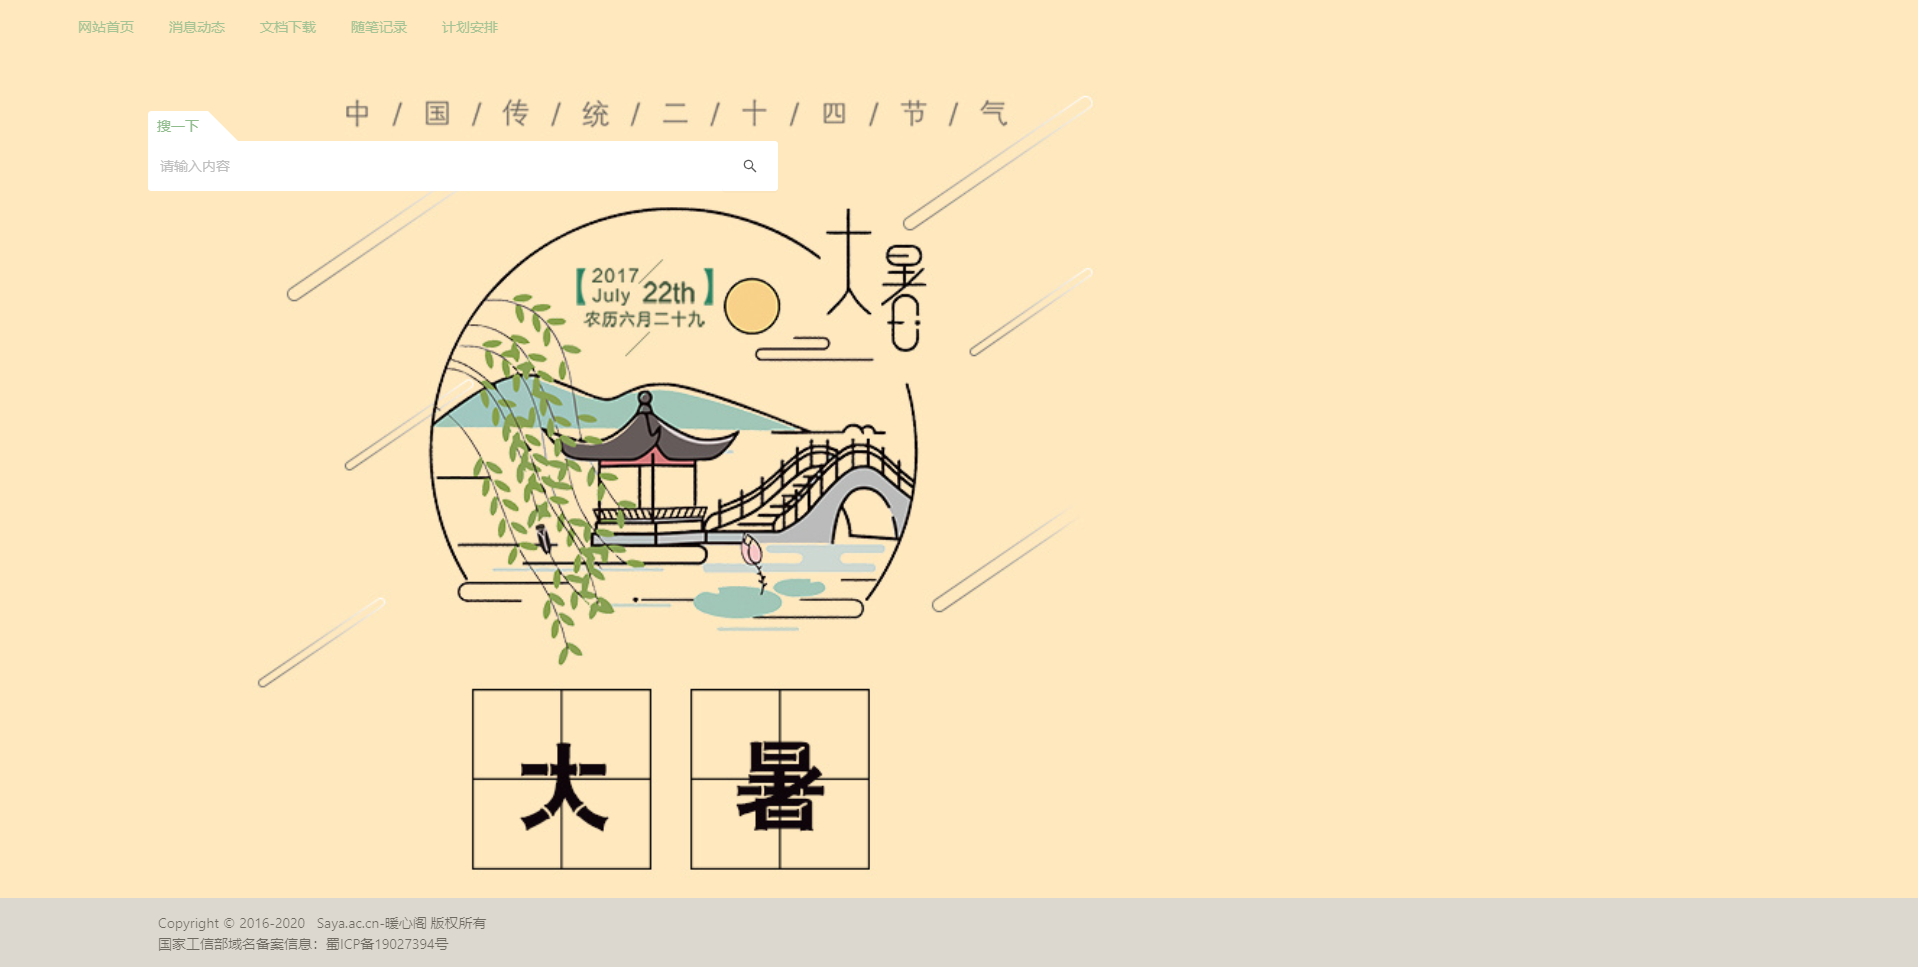 网站首页 消息动态 文档下载 随笔记录 计划安排
中/国/传/统/二/十/四/节/气
搜一下
请输入内容
大暑
【2017 July 22th】
农历六月二十九
大暑
Copyright © 2016-2020 Saya.ac.cn-暖心阁 版权所有
国家工信部域名备案信息：蜀ICP备19027394号